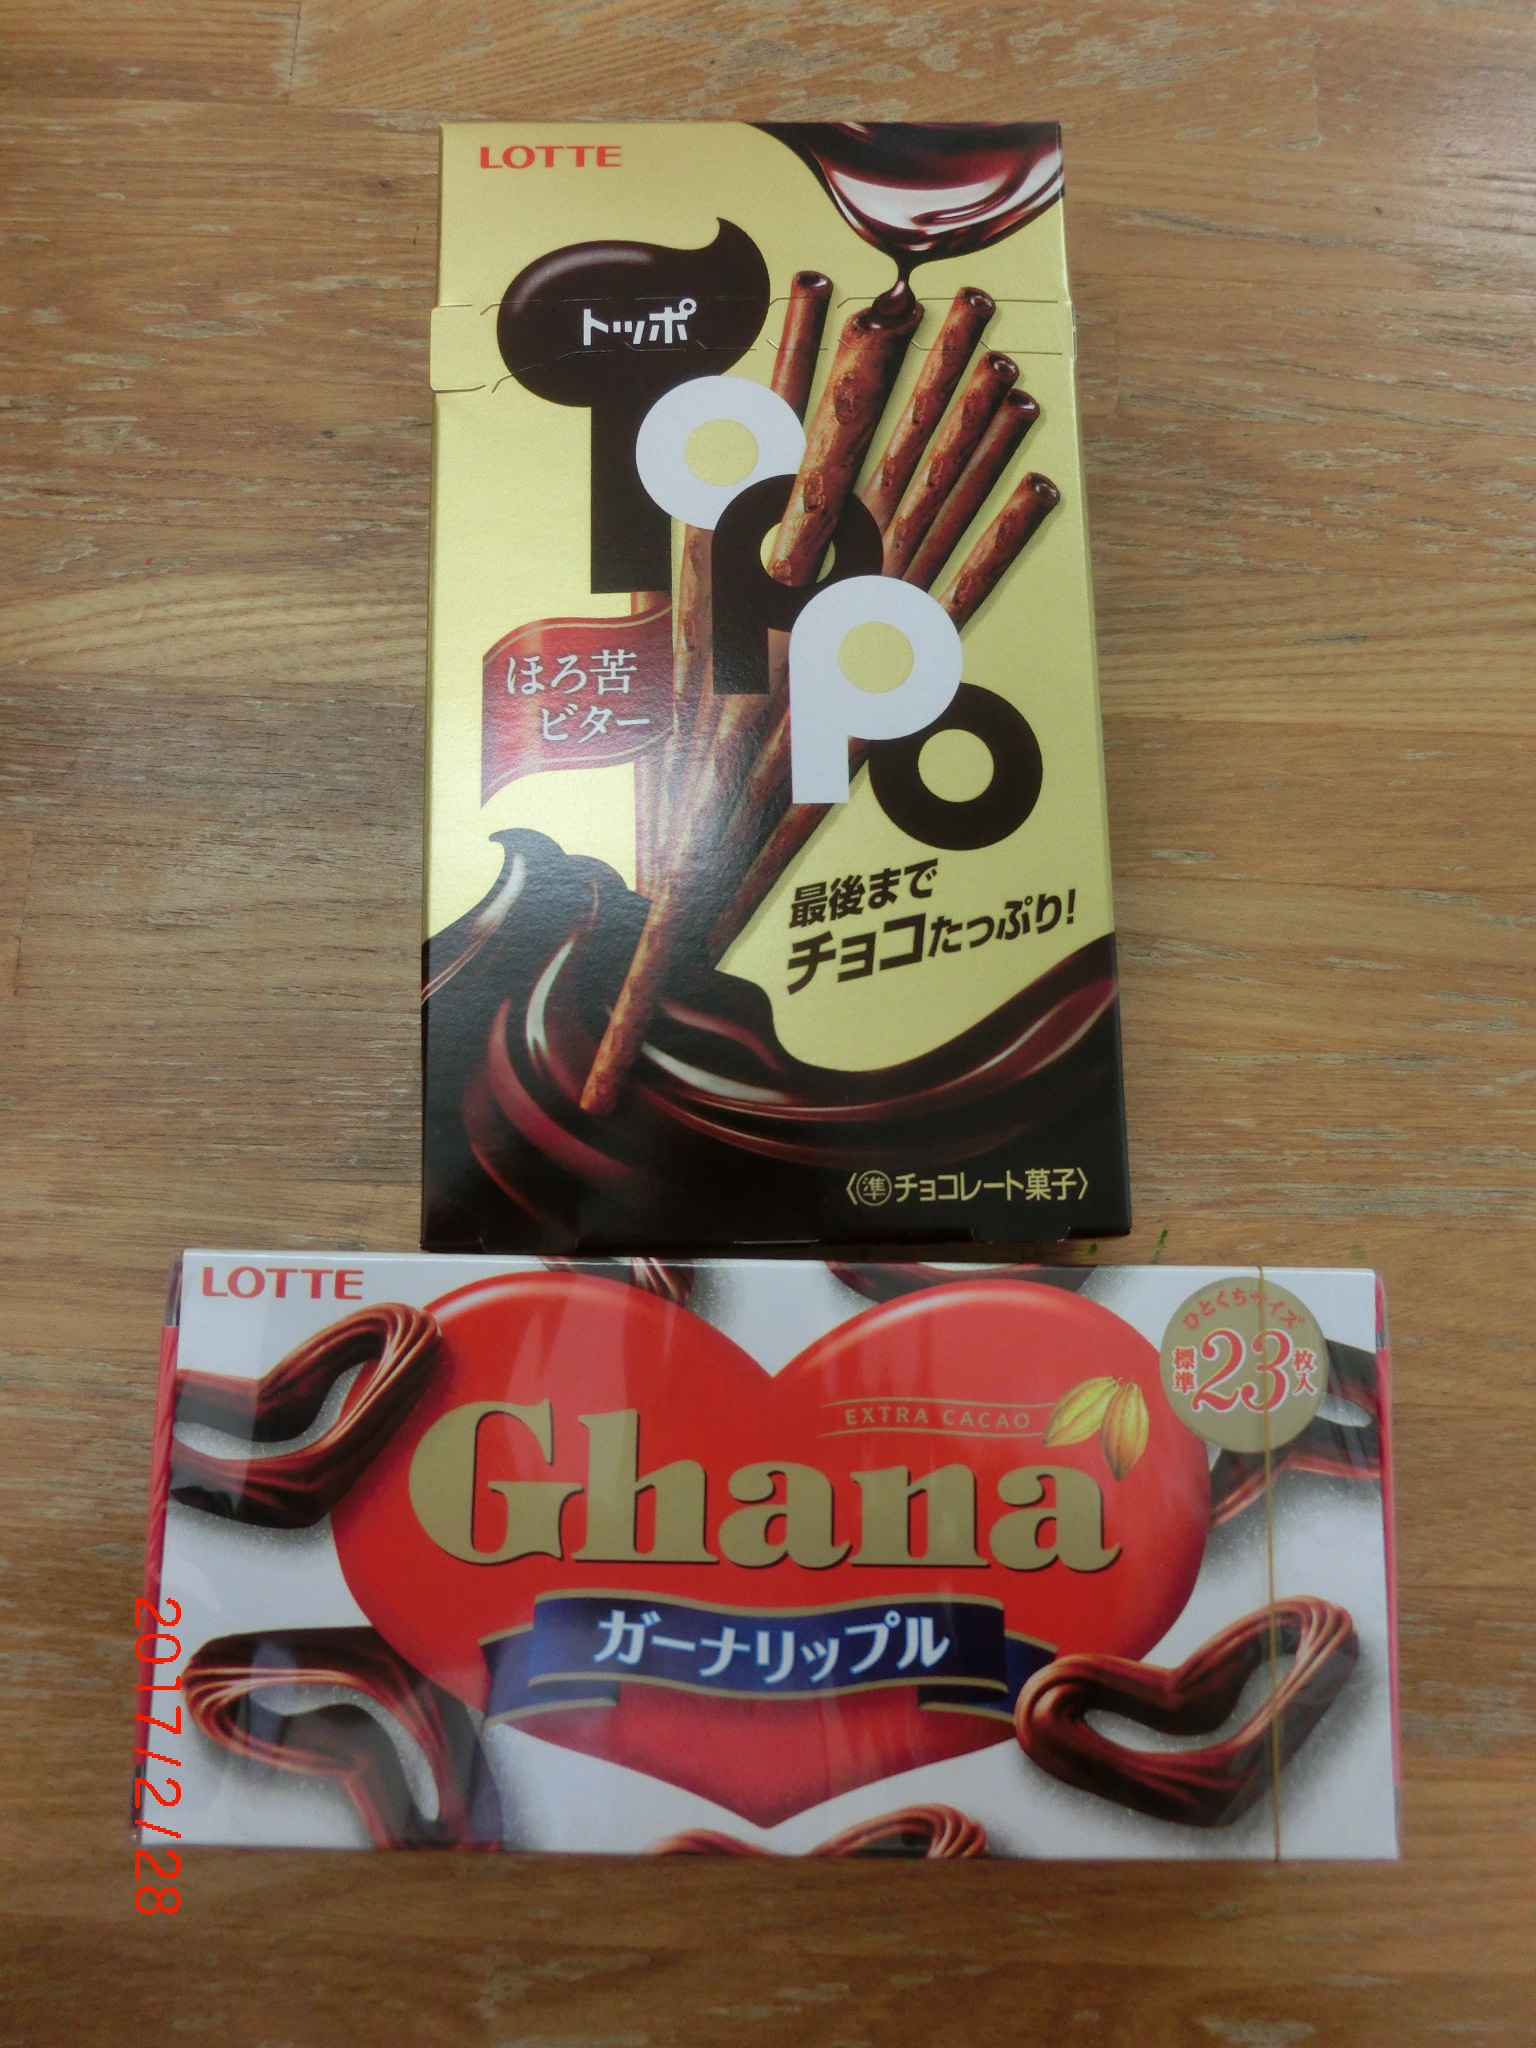 LOTTE
トッポ
Toppo
ほろ苦
ビター
最後まで
チョコたっぷり!
〈準チョコレート菓子〉
LOTTE
ひとくちサイズ
標準23枚入
EXTRA CACAO
Ghana
ガーナリップル
2017/2/28